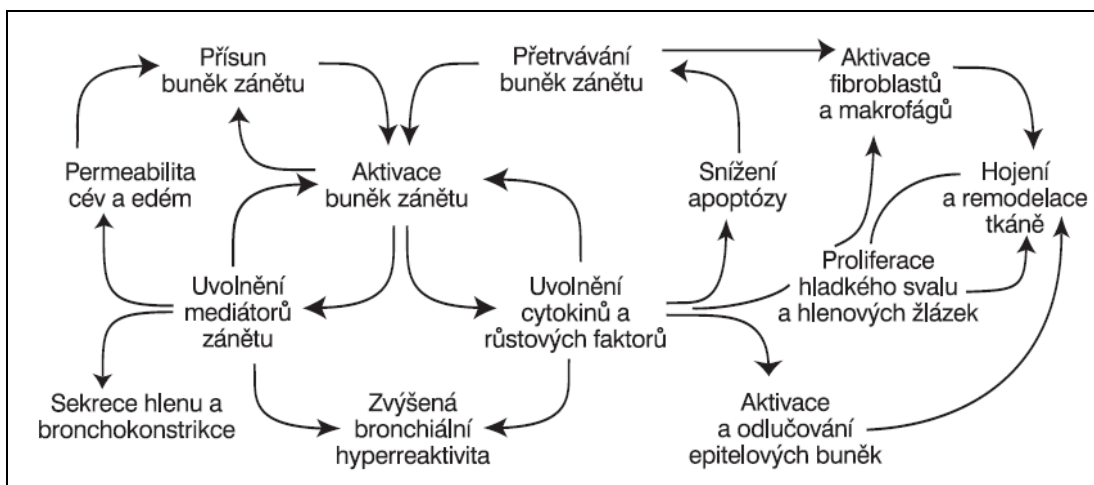 Přísun
buněk zánětu
Přetrvávání
buněk zánětu
Aktivace
fibroblastů
a makrofágů
Permeabilita
cév a edém
Aktivace
buněk zánětu
Snížení
apoptózy
Hojení
a remodelace
tkáně
Uvolnění
mediátorů
zánětu
Uvolnění
cytokinů a
růstových faktorů
Proliferace
hladkého svalu
a hlenových žlázek
Sekrece hlenu a
bronchokonstrikce
Zvýšená
bronchiální
hyperreaktivita
Aktivace
a odlučování
epitelových buněk